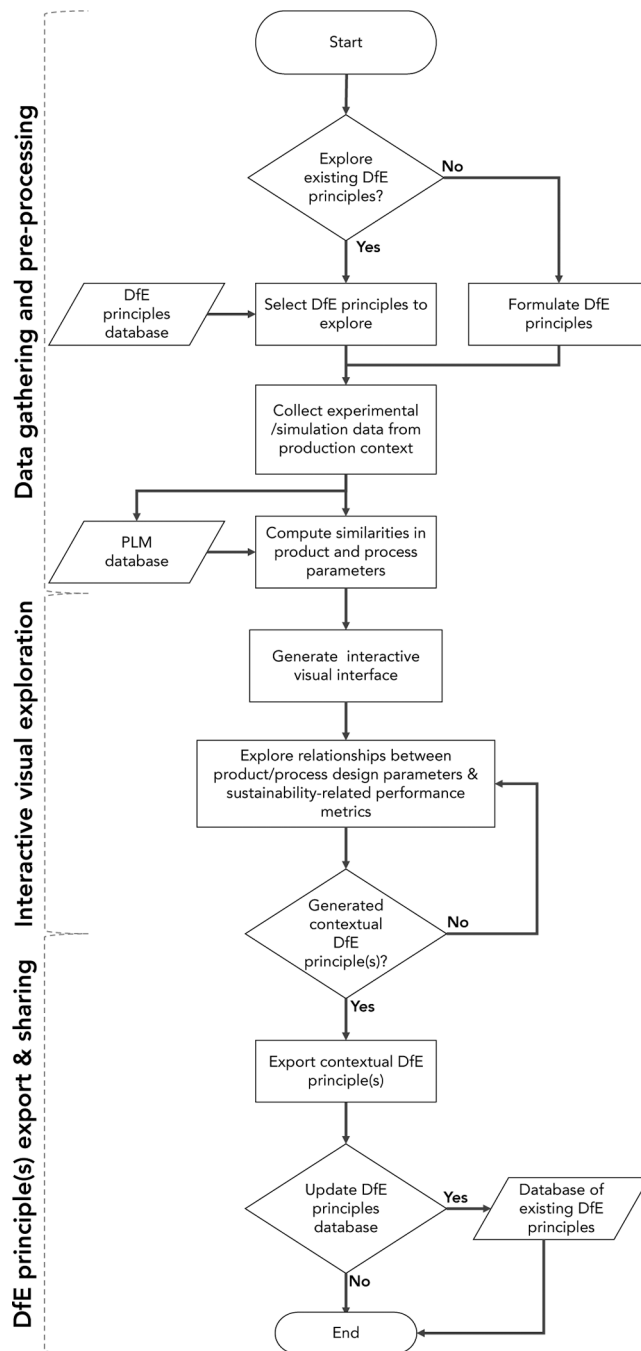 Data gathering and pre-processing
Start
Explore
existing DfE
principles?
No
Yes
DfE
principles
database
Select DfE principles to
explore
Formulate DfE
principles
Collect experimental
/simulation data from
production context
PLM
database
Compute similarities in
product and process
parameters
Interactive visual exploration
Generate interactive
visual interface
Explore relationships between
product/process design parameters &
sustainability-related performance
metrics
Generated
contextual
DfE
principle(s)?
No
Yes
DfE principle(s) export & sharing
Export contextual DfE
principle(s)
Update DfE
principles
database
Yes
Database of
existing DfE
principles
No
End